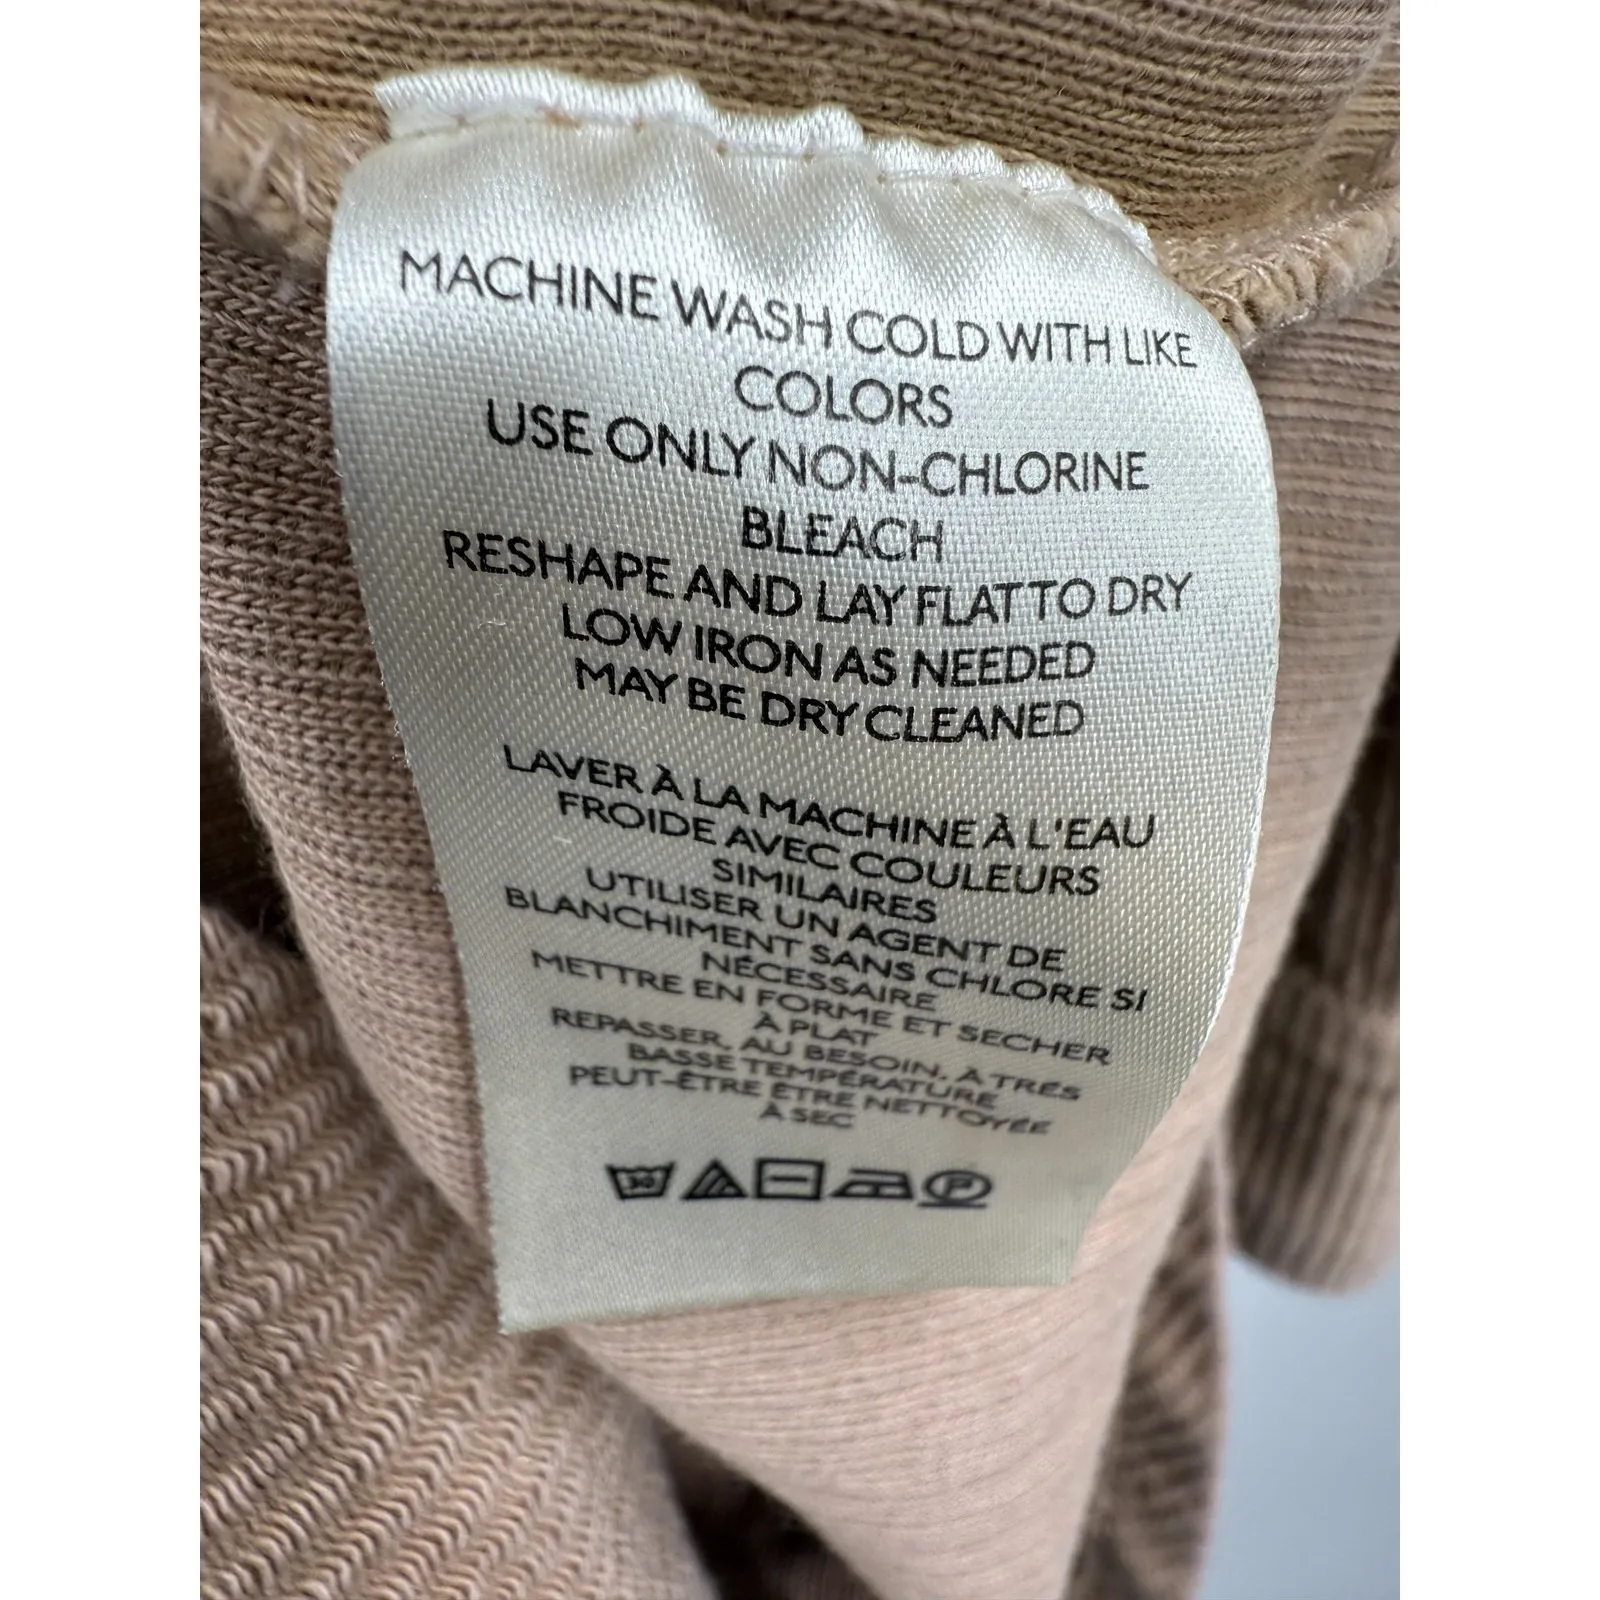 MACHINE WASH COLD WITH LIKE
COLORS
USE ONLY NON-CHLORINE
BLEACH
RESHAPE AND LAY FLAT TO DRY
LOW IRON AS NEEDED
MAY BE DRY CLEANED
LAVER À LA MACHINE À L'EAU
FROIDE AVEC COULEURS
SIMILAIRES
UTILISER UN AGENT DE
BLANCHIMENT SANS CHLORE SI
NÉCESSAIRE
METTRE EN FORME ET SECHER
À PLAT
REPASSER, AU BESOIN, À TRÈS
BASSE TEMPÉRATURE
PEUT-ÊTRE ÊTRE NETTOYÉE
À SEC
30 P